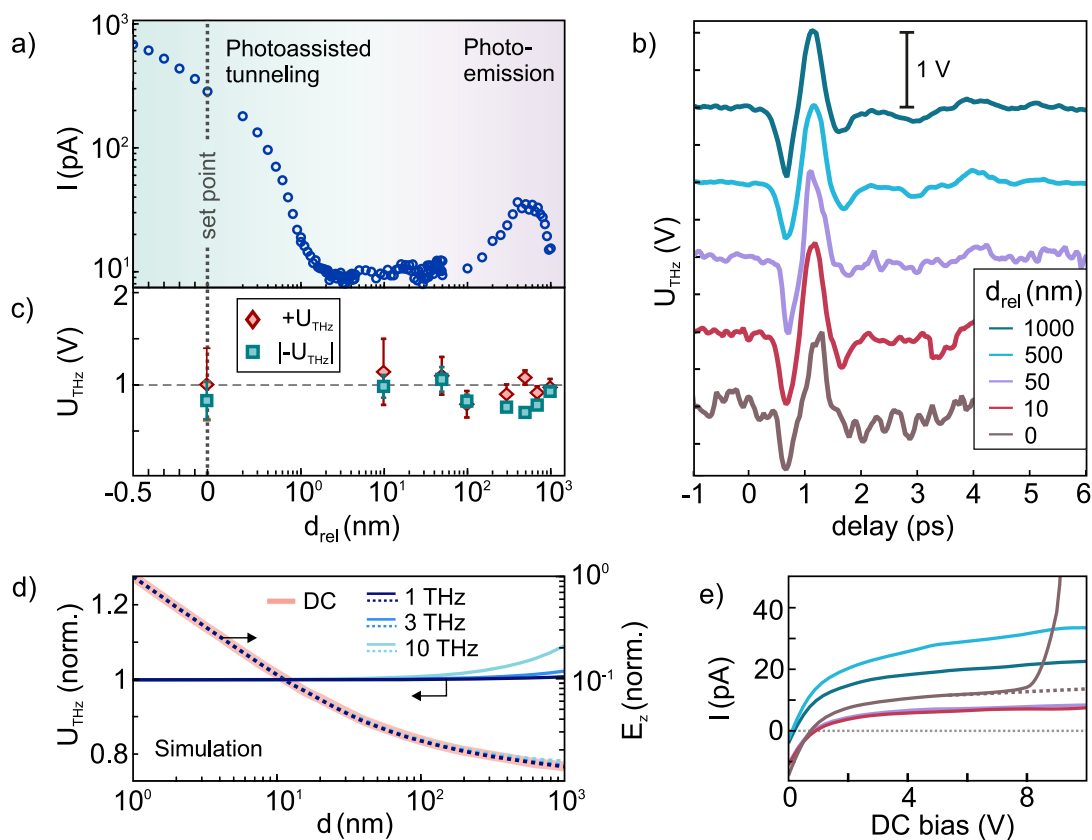 a)
I (pA)
10³
10²
10¹
Photoassisted
tunneling
Photo-
emission
set point
b)
U_THz (V)
1 V
d_rel (nm)
1000
500
50
10
0
-1 0 1 2 3 4 5 6
delay (ps)
c)
U_THz (V)
2
1
+U_THz
|-U_THz|
-0.5 0 10⁰ 10¹ 10² 10³
d_rel (nm)
d)
U_THz (norm.)
1.2
1
0.8
DC
1 THz
3 THz
10 THz
Simulation
10⁰
10⁻¹
E_z (norm.)
10⁰ 10¹ 10² 10³
d (nm)
e)
I (pA)
40
20
0
0 4 8
DC bias (V)